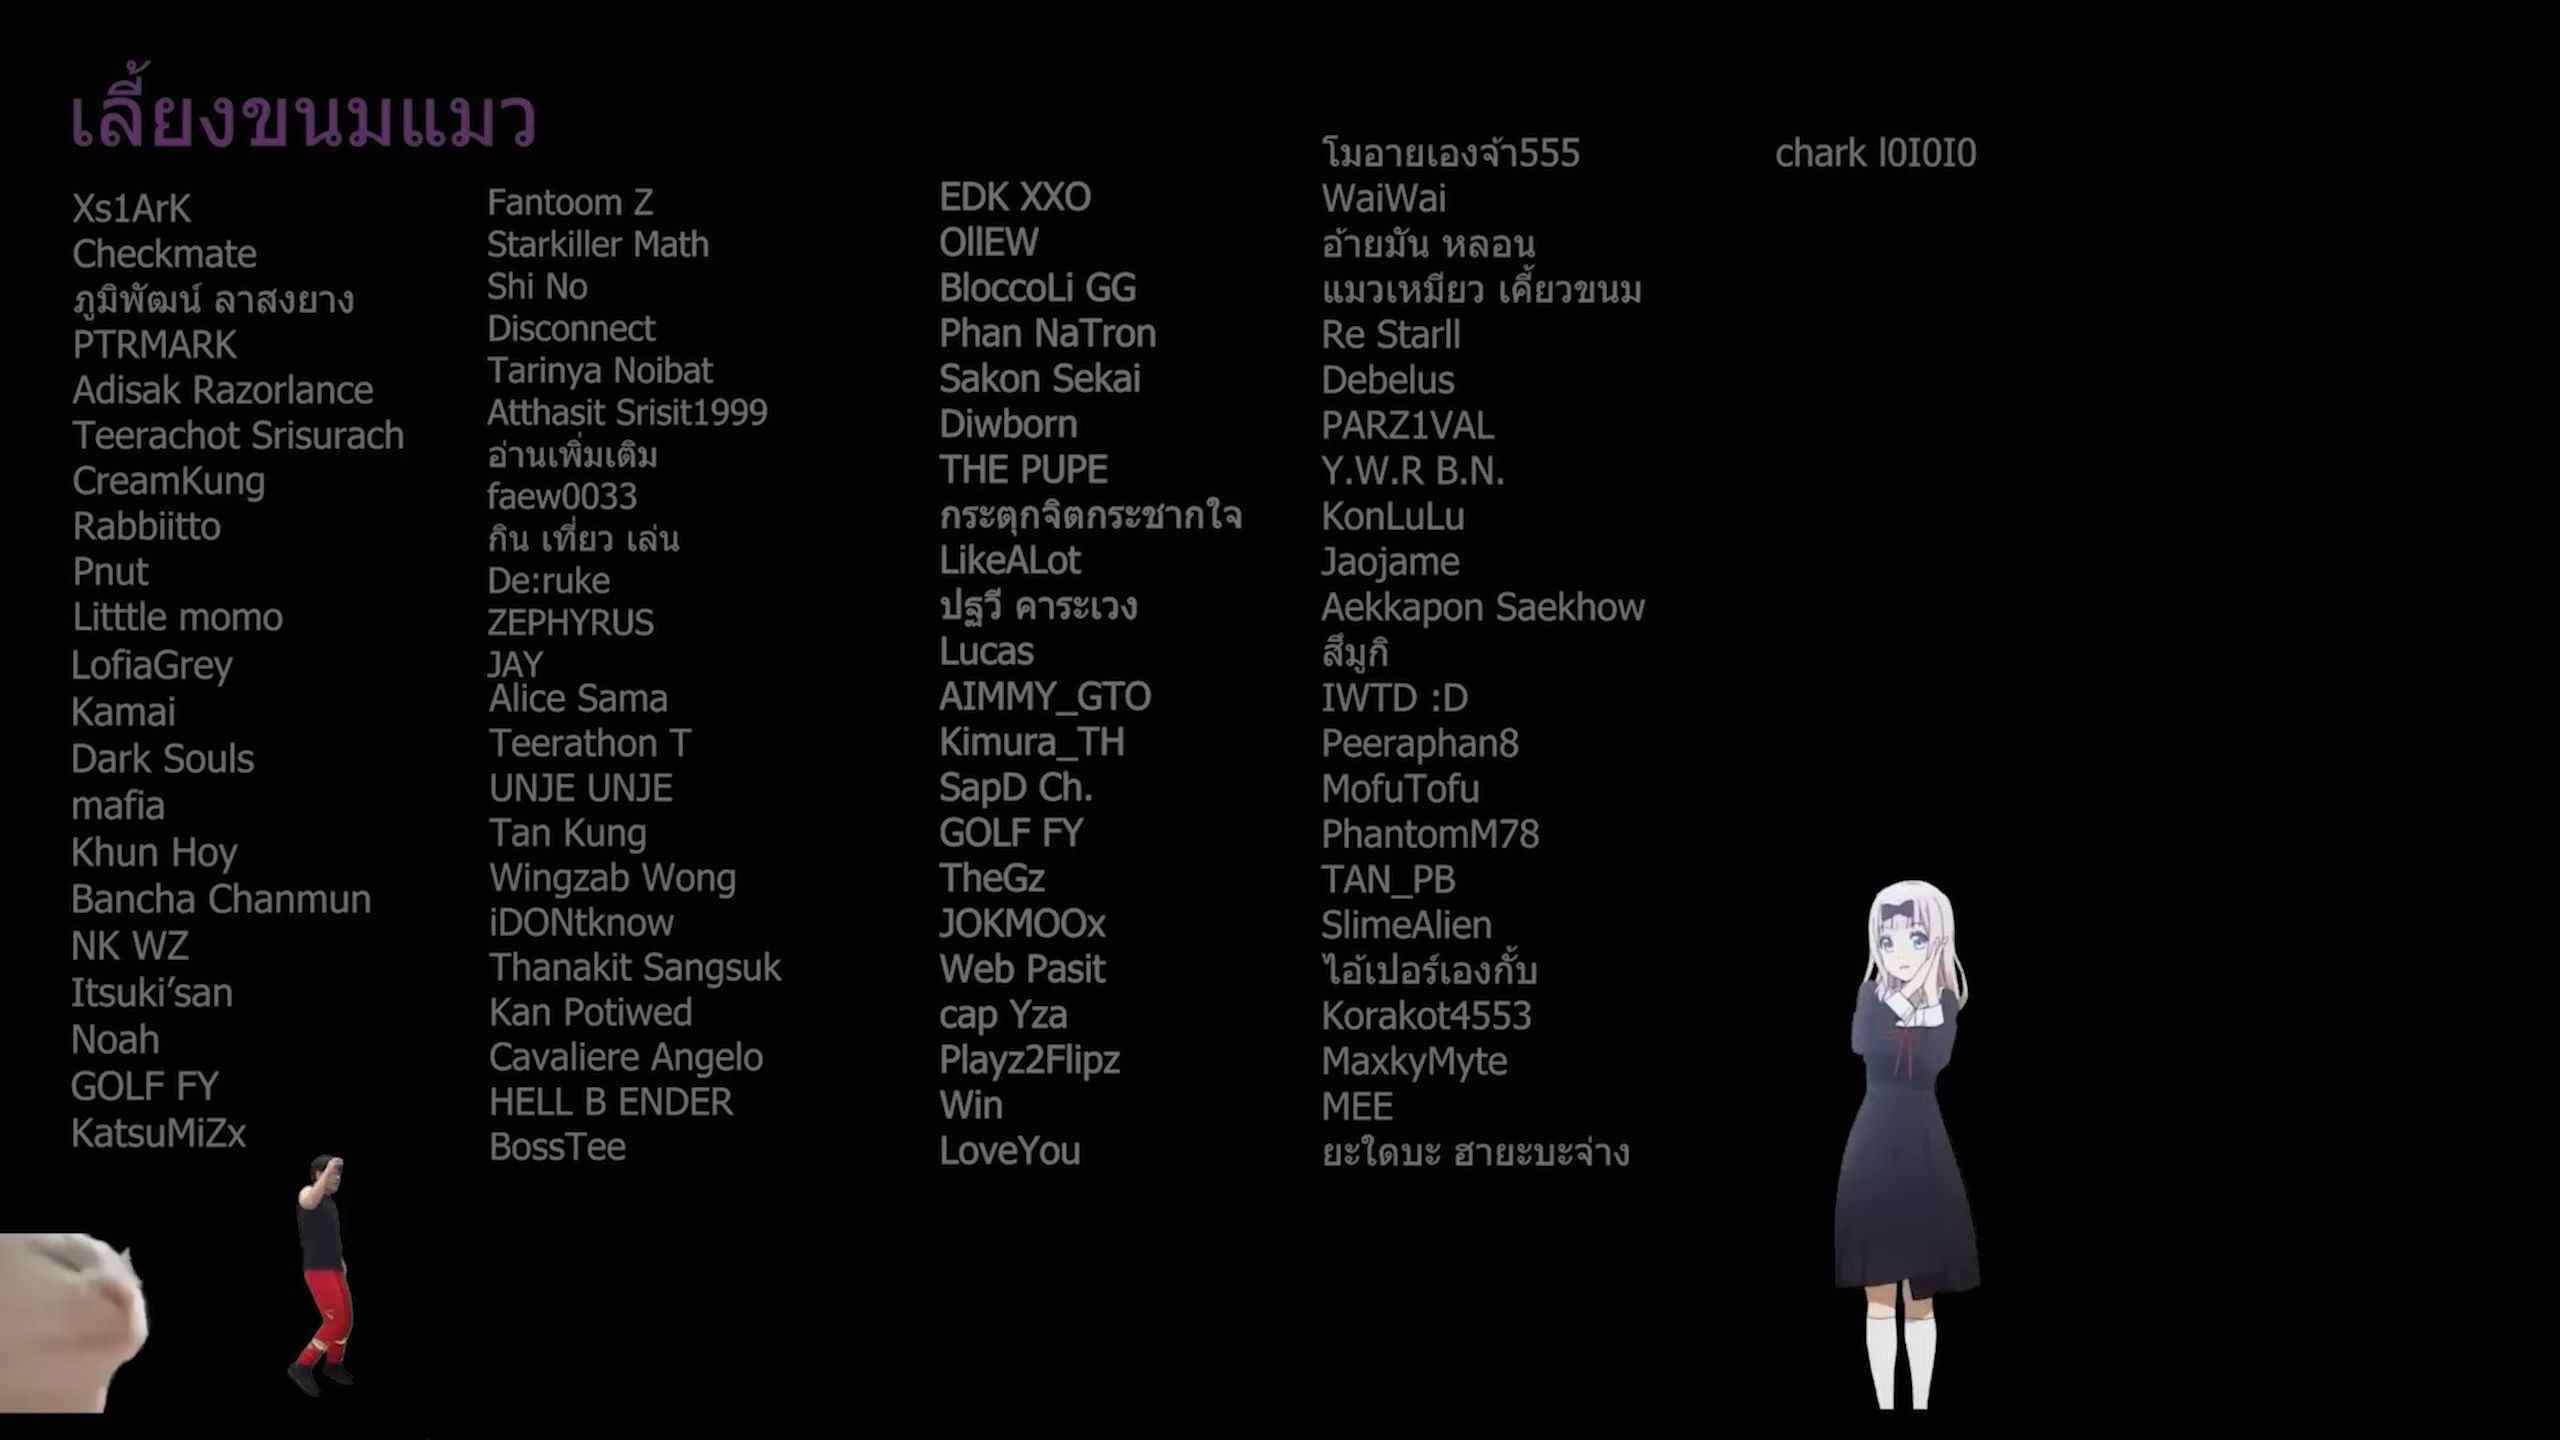 เลี้ยงขนมแมว
Xs1ArK
Checkmate
ภูมิพัฒน์ ลาสงยาง
PTRMARK
Adisak Razorlance
Teerachot Srisurach
CreamKung
Rabbiitto
Pnut
Litttle momo
LofiaGrey
Kamai
Dark Souls
mafia
Khun Hoy
Bancha Chanmun
NK WZ
Itsuki’san
Noah
GOLF FY
KatsuMiZx
Fantoom Z
Starkiller Math
Shi No
Disconnect
Tarinya Noibat
Atthasit Srisit1999
อ่านเพิ่มเติม
faew0033
กิน เที่ยว เล่น
De:ruke
ZEPHYRUS
JAY
Alice Sama
Teerathon T
UNJE UNJE
Tan Kung
Wingzab Wong
iDONtknow
Thanakit Sangsuk
Kan Potiwed
Cavaliere Angelo
HELL B ENDER
BossTee
EDK XXO
OllEW
BloccoLi GG
Phan NaTron
Sakon Sekai
Diwborn
THE PUPE
กระตุกจิตกระชากใจ
LikeALot
ปฐวี คาระเวง
Lucas
AIMMY_GTO
Kimura_TH
SapD Ch.
GOLF FY
TheGz
JOKMOOx
Web Pasit
cap Yza
Playz2Flipz
Win
LoveYou
โมอายเองจ้า555
WaiWai
อ้ายมัน หลอน
แมวเหมียว เคี้ยวขนม
Re Starll
Debelus
PARZ1VAL
Y.W.R B.N.
KonLuLu
Jaojame
Aekkapon Saekhow
สึมูกิ
IWTD :D
Peeraphan8
MofuTofu
PhantomM78
TAN_PB
SlimeAlien
ไอ้เปอร์เองกั้บ
Korakot4553
MaxkyMyte
MEE
ยะใดบะ ฮายะบะจ่าง
chark l0I0I0